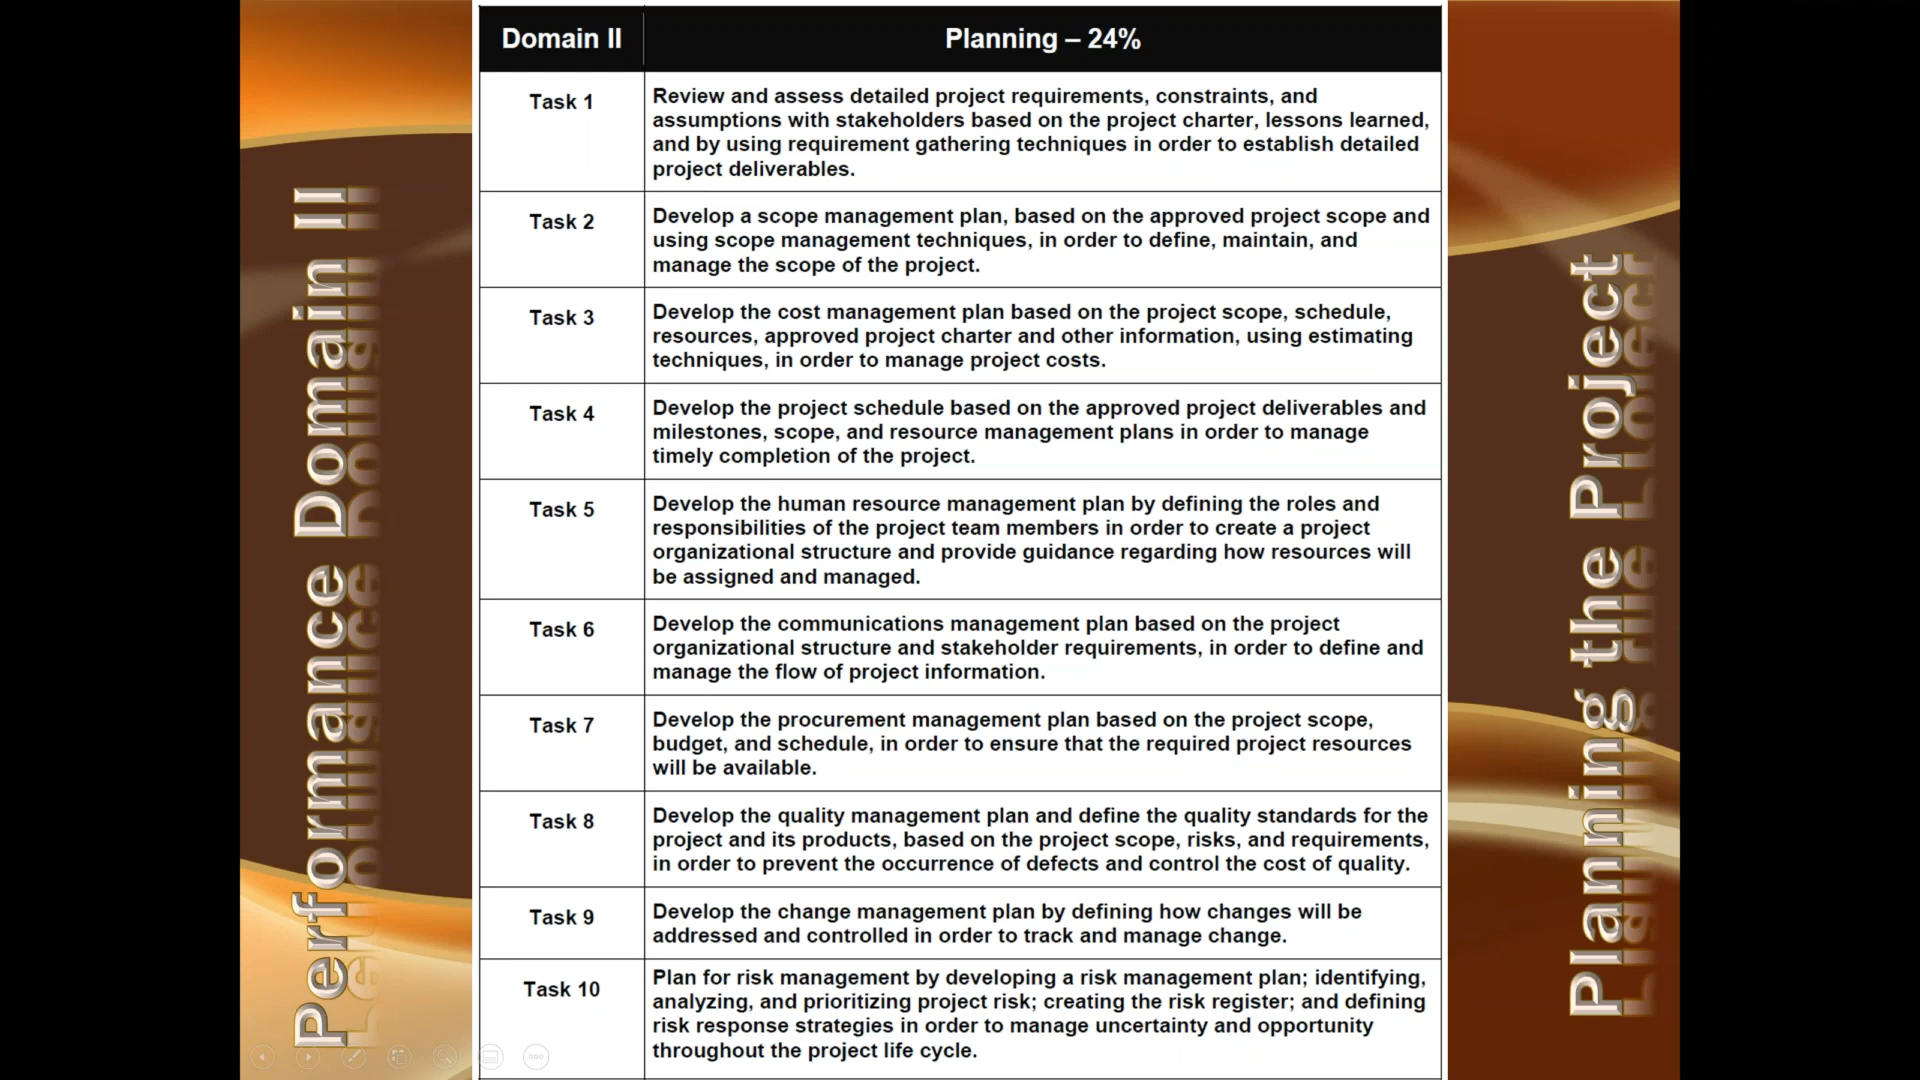 Performance Domain II
Domain II
Planning – 24%
Task 1
Review and assess detailed project requirements, constraints, and
assumptions with stakeholders based on the project charter, lessons learned,
and by using requirement gathering techniques in order to establish detailed
project deliverables.
Task 2
Develop a scope management plan, based on the approved project scope and
using scope management techniques, in order to define, maintain, and
manage the scope of the project.
Task 3
Develop the cost management plan based on the project scope, schedule,
resources, approved project charter and other information, using estimating
techniques, in order to manage project costs.
Task 4
Develop the project schedule based on the approved project deliverables and
milestones, scope, and resource management plans in order to manage
timely completion of the project.
Task 5
Develop the human resource management plan by defining the roles and
responsibilities of the project team members in order to create a project
organizational structure and provide guidance regarding how resources will
be assigned and managed.
Task 6
Develop the communications management plan based on the project
organizational structure and stakeholder requirements, in order to define and
manage the flow of project information.
Task 7
Develop the procurement management plan based on the project scope,
budget, and schedule, in order to ensure that the required project resources
will be available.
Task 8
Develop the quality management plan and define the quality standards for the
project and its products, based on the project scope, risks, and requirements,
in order to prevent the occurrence of defects and control the cost of quality.
Task 9
Develop the change management plan by defining how changes will be
addressed and controlled in order to track and manage change.
Task 10
Plan for risk management by developing a risk management plan; identifying,
analyzing, and prioritizing project risk; creating the risk register; and defining
risk response strategies in order to manage uncertainty and opportunity
throughout the project life cycle.
Planning the Project